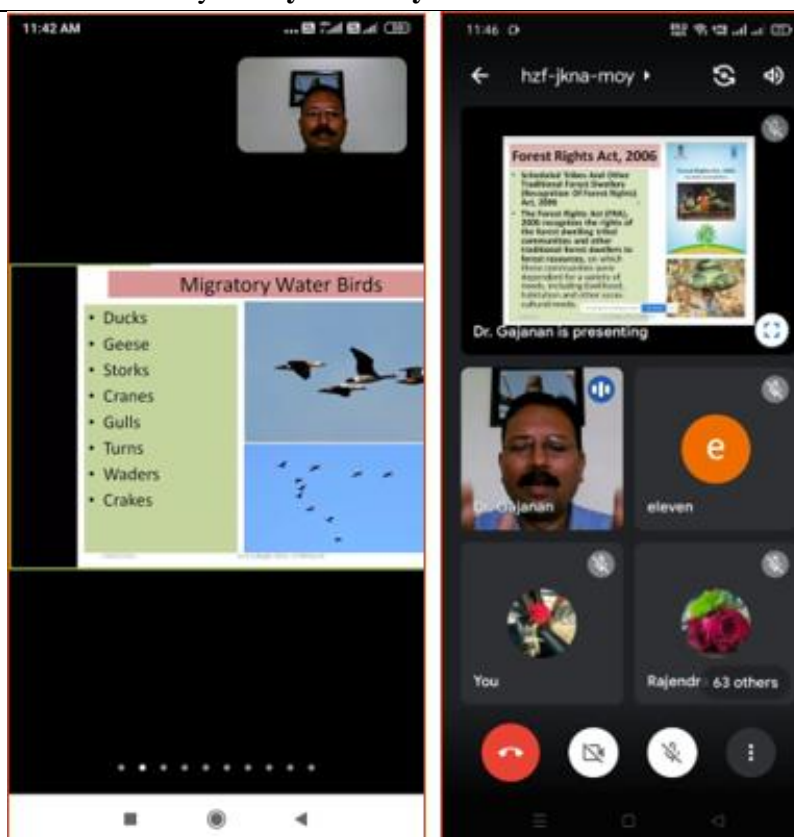 11:42 AM
Migratory Water Birds
• Ducks
• Geese
• Storks
• Cranes
• Gulls
• Turns
• Waders
• Crakes
11:46
hzf-jkna-moy
Forest Rights Act, 2006
• Scheduled Tribes And Other
Traditional Forest Dwellers
(Recognition Of Forest Rights)
Act, 2006
• The Forest Rights Act (FRA),
2006 recognizes the rights of
the forest dwelling tribal
communities and other
traditional forest dwellers to
forest resources, on which
these communities were
dependent for a variety of
needs, including livelihood,
habitation and other socio-
cultural needs.
Dr. Gajanan is presenting
Dr. Gajanan
e
eleven
You
Rajendr
63 others